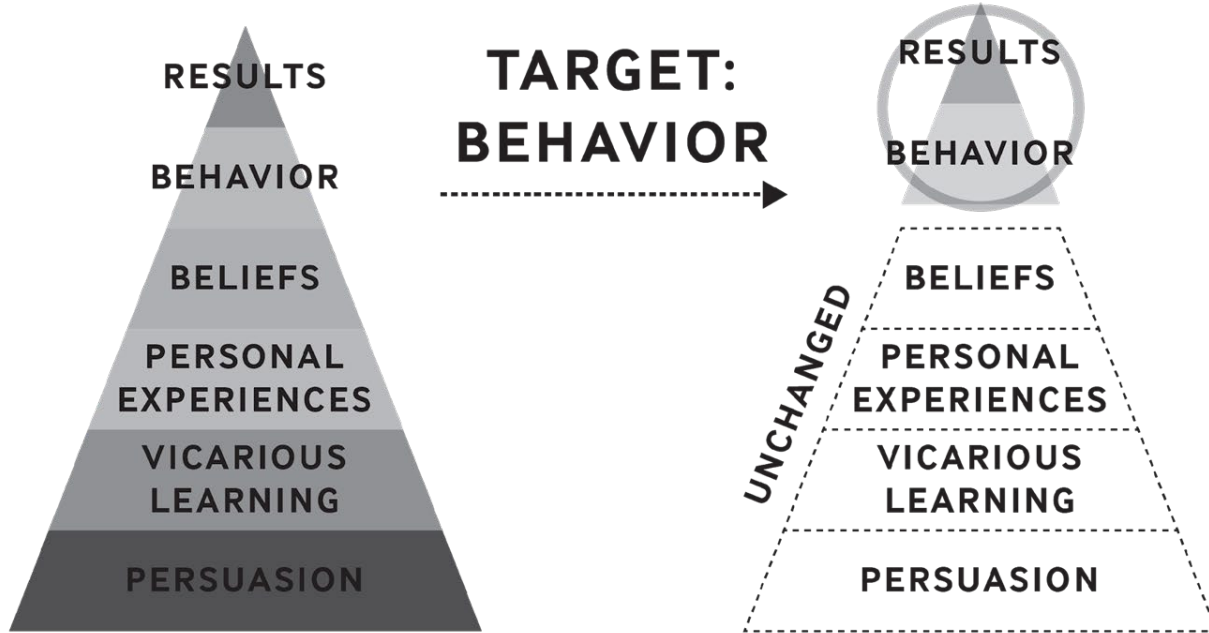 RESULTS
BEHAVIOR
BELIEFS
PERSONAL
EXPERIENCES
VICARIOUS
LEARNING
PERSUASION
TARGET:
BEHAVIOR
RESULTS
BEHAVIOR
UNCHANGED
BELIEFS
PERSONAL
EXPERIENCES
VICARIOUS
LEARNING
PERSUASION